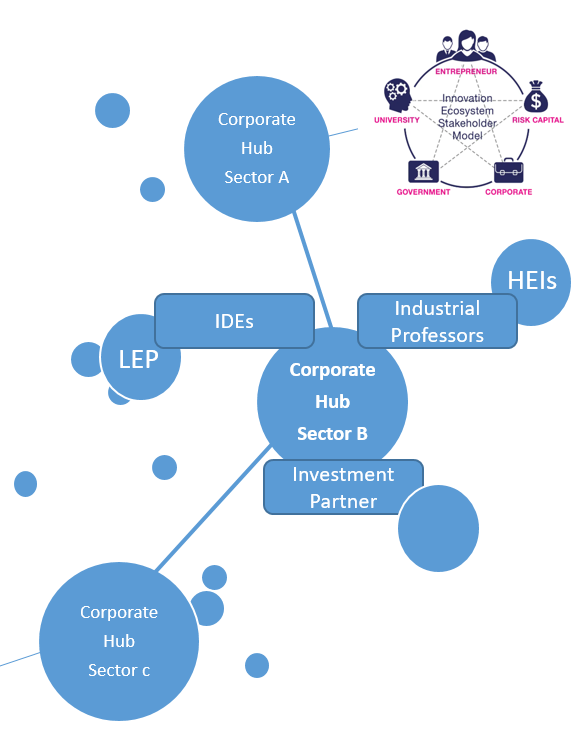 ENTREPRENEUR
UNIVERSITY
Innovation
Ecosystem
Stakeholder
Model
RISK CAPITAL
GOVERNMENT
CORPORATE
Corporate
Hub
Sector A
HEIs
IDEs
Industrial
Professors
LEP
Corporate
Hub
Sector B
Investment
Partner
Corporate
Hub
Sector c